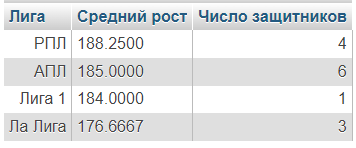 Лига Средний рост Число защитников
РПЛ 188.2500 4
АПЛ 185.0000 6
Лига 1 184.0000 1
Ла Лига 176.6667 3